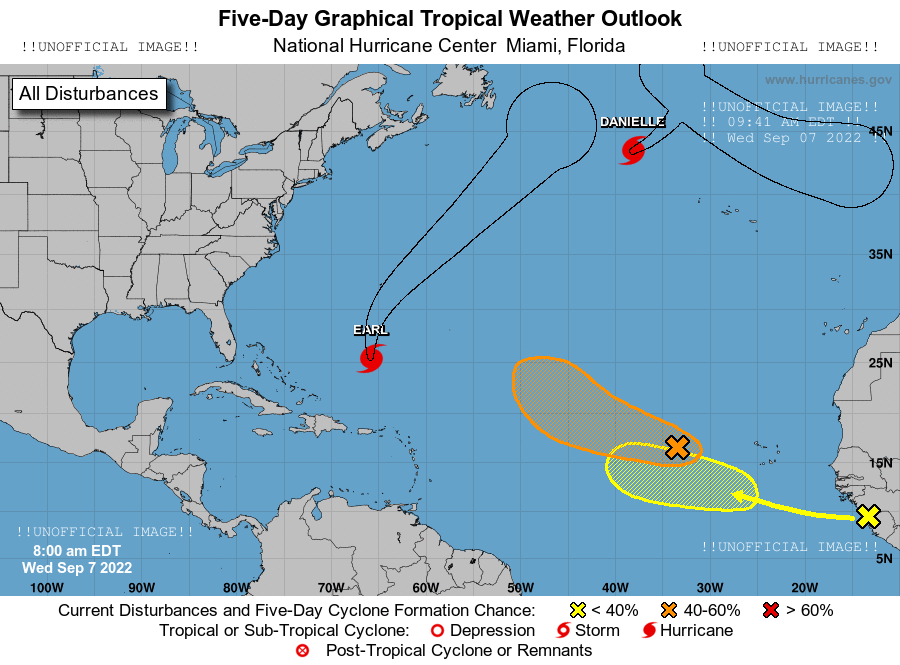 Five-Day Graphical Tropical Weather Outlook
!!UNOFFICIAL IMAGE!! National Hurricane Center Miami, Florida !!UNOFFICIAL IMAGE!!
www.hurricanes.gov
All Disturbances
!!UNOFFICIAL IMAGE!!
!! 09:41 AM EDT !!
!! Wed Sep 07 2022 !!
DANIELLE
45N
35N
EARL
25N
15N
!!UNOFFICIAL IMAGE!!
8:00 am EDT
Wed Sep 7 2022
!!UNOFFICIAL IMAGE!!
5N
100W 90W 80W 70W 60W 50W 40W 30W 20W
Current Disturbances and Five-Day Cyclone Formation Chance: < 40% 40-60% > 60%
Tropical or Sub-Tropical Cyclone: Depression Storm Hurricane
Post-Tropical Cyclone or Remnants